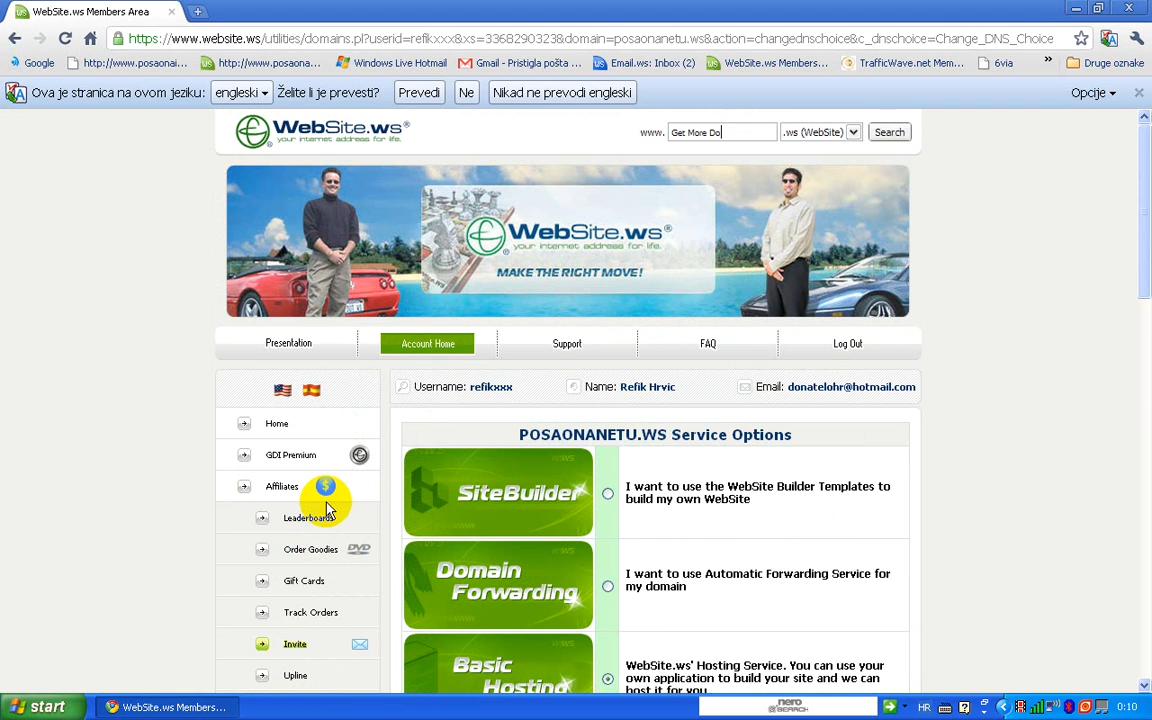 WebSite.ws Members Area
https://www.website.ws/utilities/domains.pl?userid=refikxxx&xs=3368290323&domain=posaonanetu.ws&action=changednschoice&c_dnschoice=Change_DNS_Choice
Google
http://www.posaonai...
http://www.posaona...
Windows Live Hotmail
Gmail - Pristigla pošta ...
Email.ws: Inbox (2)
WebSite.ws Members...
TrafficWave.net Mem...
6via
»
Druge oznake
Ova je stranica na ovom jeziku:
engleski
Želite li je prevesti?
Prevedi
Ne
Nikad ne prevodi engleski
Opcije
WebSite.ws®
your internet address for life.
www.
Get More Do
.ws (WebSite)
Search
WebSite.ws®
your internet address for life.
MAKE THE RIGHT MOVE!
Presentation
Account Home
Support
FAQ
Log Out
Username: refikxxx
Name: Refik Hrvic
Email: donatelohr@hotmail.com
Home
GDI Premium
Affiliates
$
Leaderboard
Order Goodies
DVD
Gift Cards
Track Orders
Invite
Upline
POSAONANETU.WS Service Options
SiteBuilder
I want to use the WebSite Builder Templates to
build my own WebSite
Domain
Forwarding
I want to use Automatic Forwarding Service for
my domain
Basic
Hosting
WebSite.ws' Hosting Service. You can use your
own application to build your site and we can
host it for you
start
WebSite.ws Members...
nero
SEARCH
HR
0:10